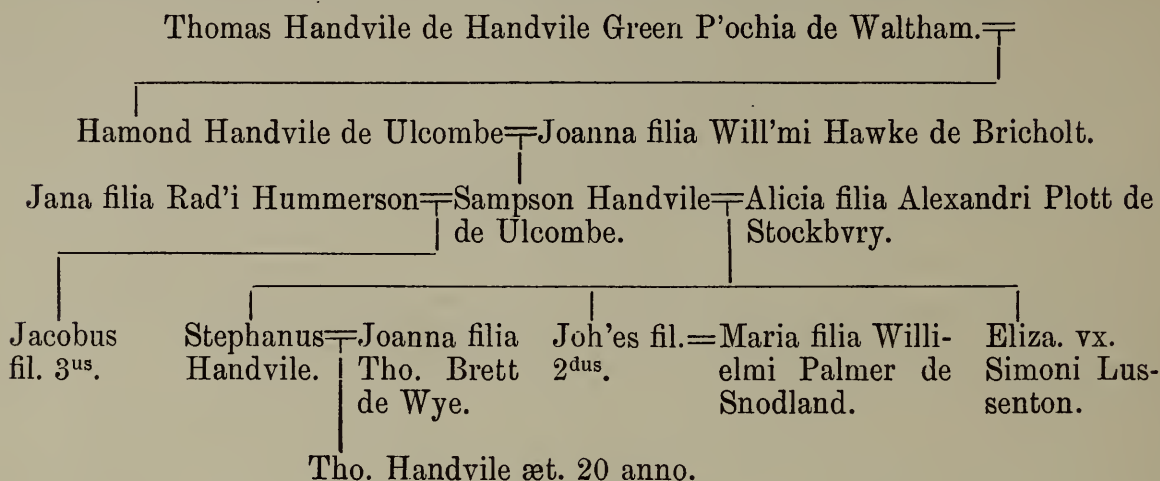 Thomas Handvile de Handvile Green P'ochia de Waltham.
Hamond Handvile de Ulcombe=Joanna filia Will'mi Hawke de Bricholt.
Jana filia Rad'i Hummerson=Sampson Handvile=Alicia filia Alexandri Plott de
de Ulcombe. Stockbvry.
Jacobus Stephanus=Joanna filia Joh'es fil.=Maria filia Willi- Eliza. vx.
fil. 3us. Handvile. Tho. Brett 2dus. elmi Palmer de Simoni Lus-
de Wye. Snodland. senton.
Tho. Handvile æt. 20 anno.